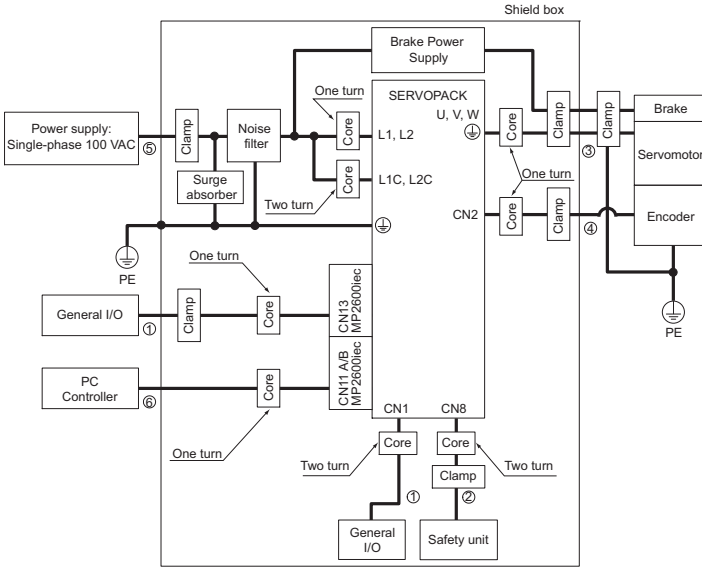 Shield box
Brake Power
Supply
One turn
SERVOPACK
U, V, W
Power supply:
Single-phase 100 VAC
⑤
Clamp
Noise
filter
Core
L1, L2
Core
Clamp
Clamp
Brake
③
Servomotor
Surge
absorber
Core
L1C, L2C
Two turn
One turn
CN2
Core
Clamp
④
Encoder
PE
PE
One turn
General I/O
①
Clamp
Core
CN13
MP2600iec
PC
Controller
⑥
Core
CN11 A/B
MP2600iec
One turn
CN1
CN8
Two turn
Core
Core
Two turn
Clamp
①
②
General
I/O
Safety unit